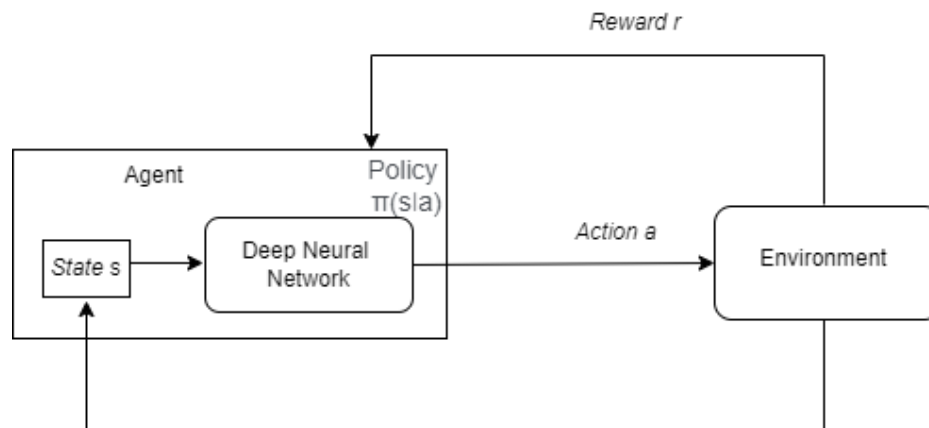 Reward r
Agent
Policy
π(s|a)
State s
Deep Neural
Network
Action a
Environment